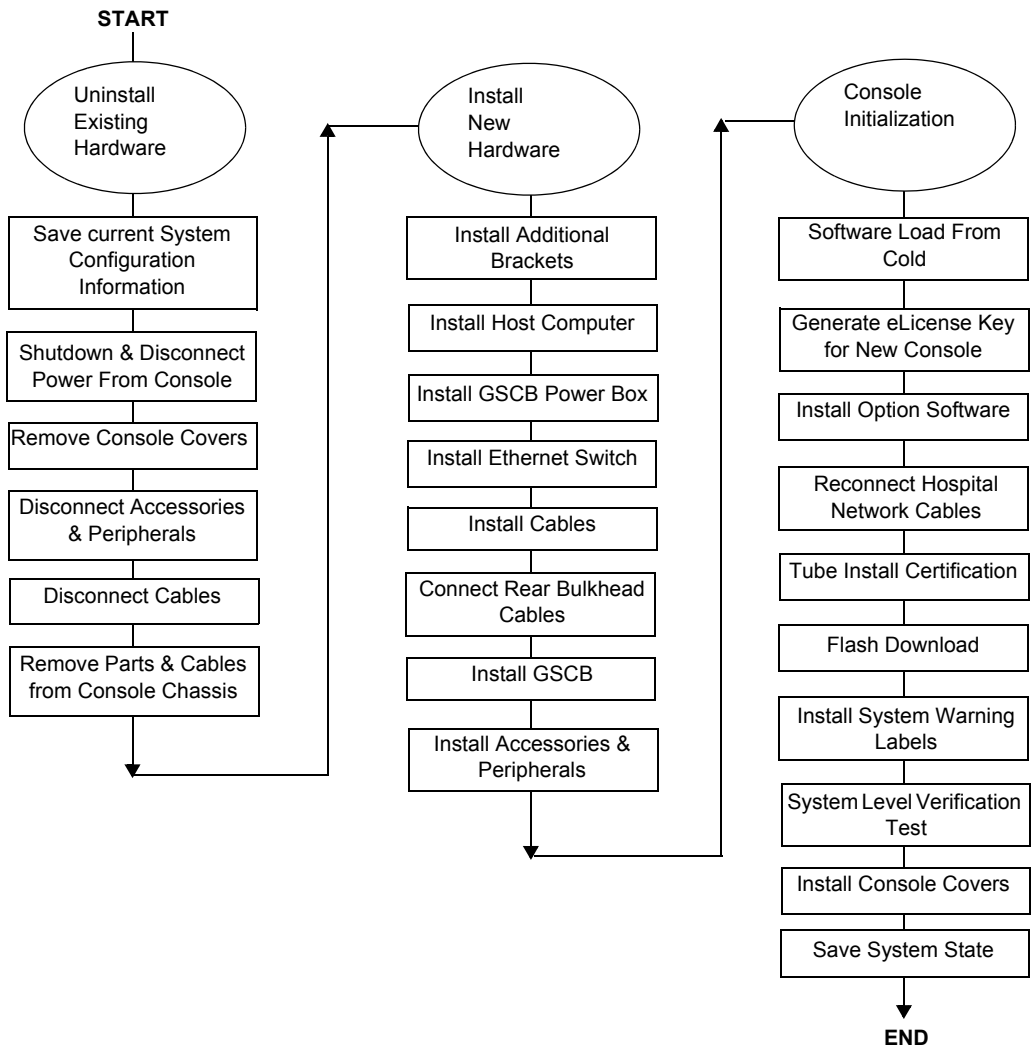 START
Uninstall
Existing
Hardware
Save current System
Configuration
Information
Shutdown & Disconnect
Power From Console
Remove Console Covers
Disconnect Accessories
& Peripherals
Disconnect Cables
Remove Parts & Cables
from Console Chassis
Install
New
Hardware
Install Additional
Brackets
Install Host Computer
Install GSCB Power Box
Install Ethernet Switch
Install Cables
Connect Rear Bulkhead
Cables
Install GSCB
Install Accessories &
Peripherals
Console
Initialization
Software Load From
Cold
Generate eLicense Key
for New Console
Install Option Software
Reconnect Hospital
Network Cables
Tube Install Certification
Flash Download
Install System Warning
Labels
System Level Verification
Test
Install Console Covers
Save System State
END